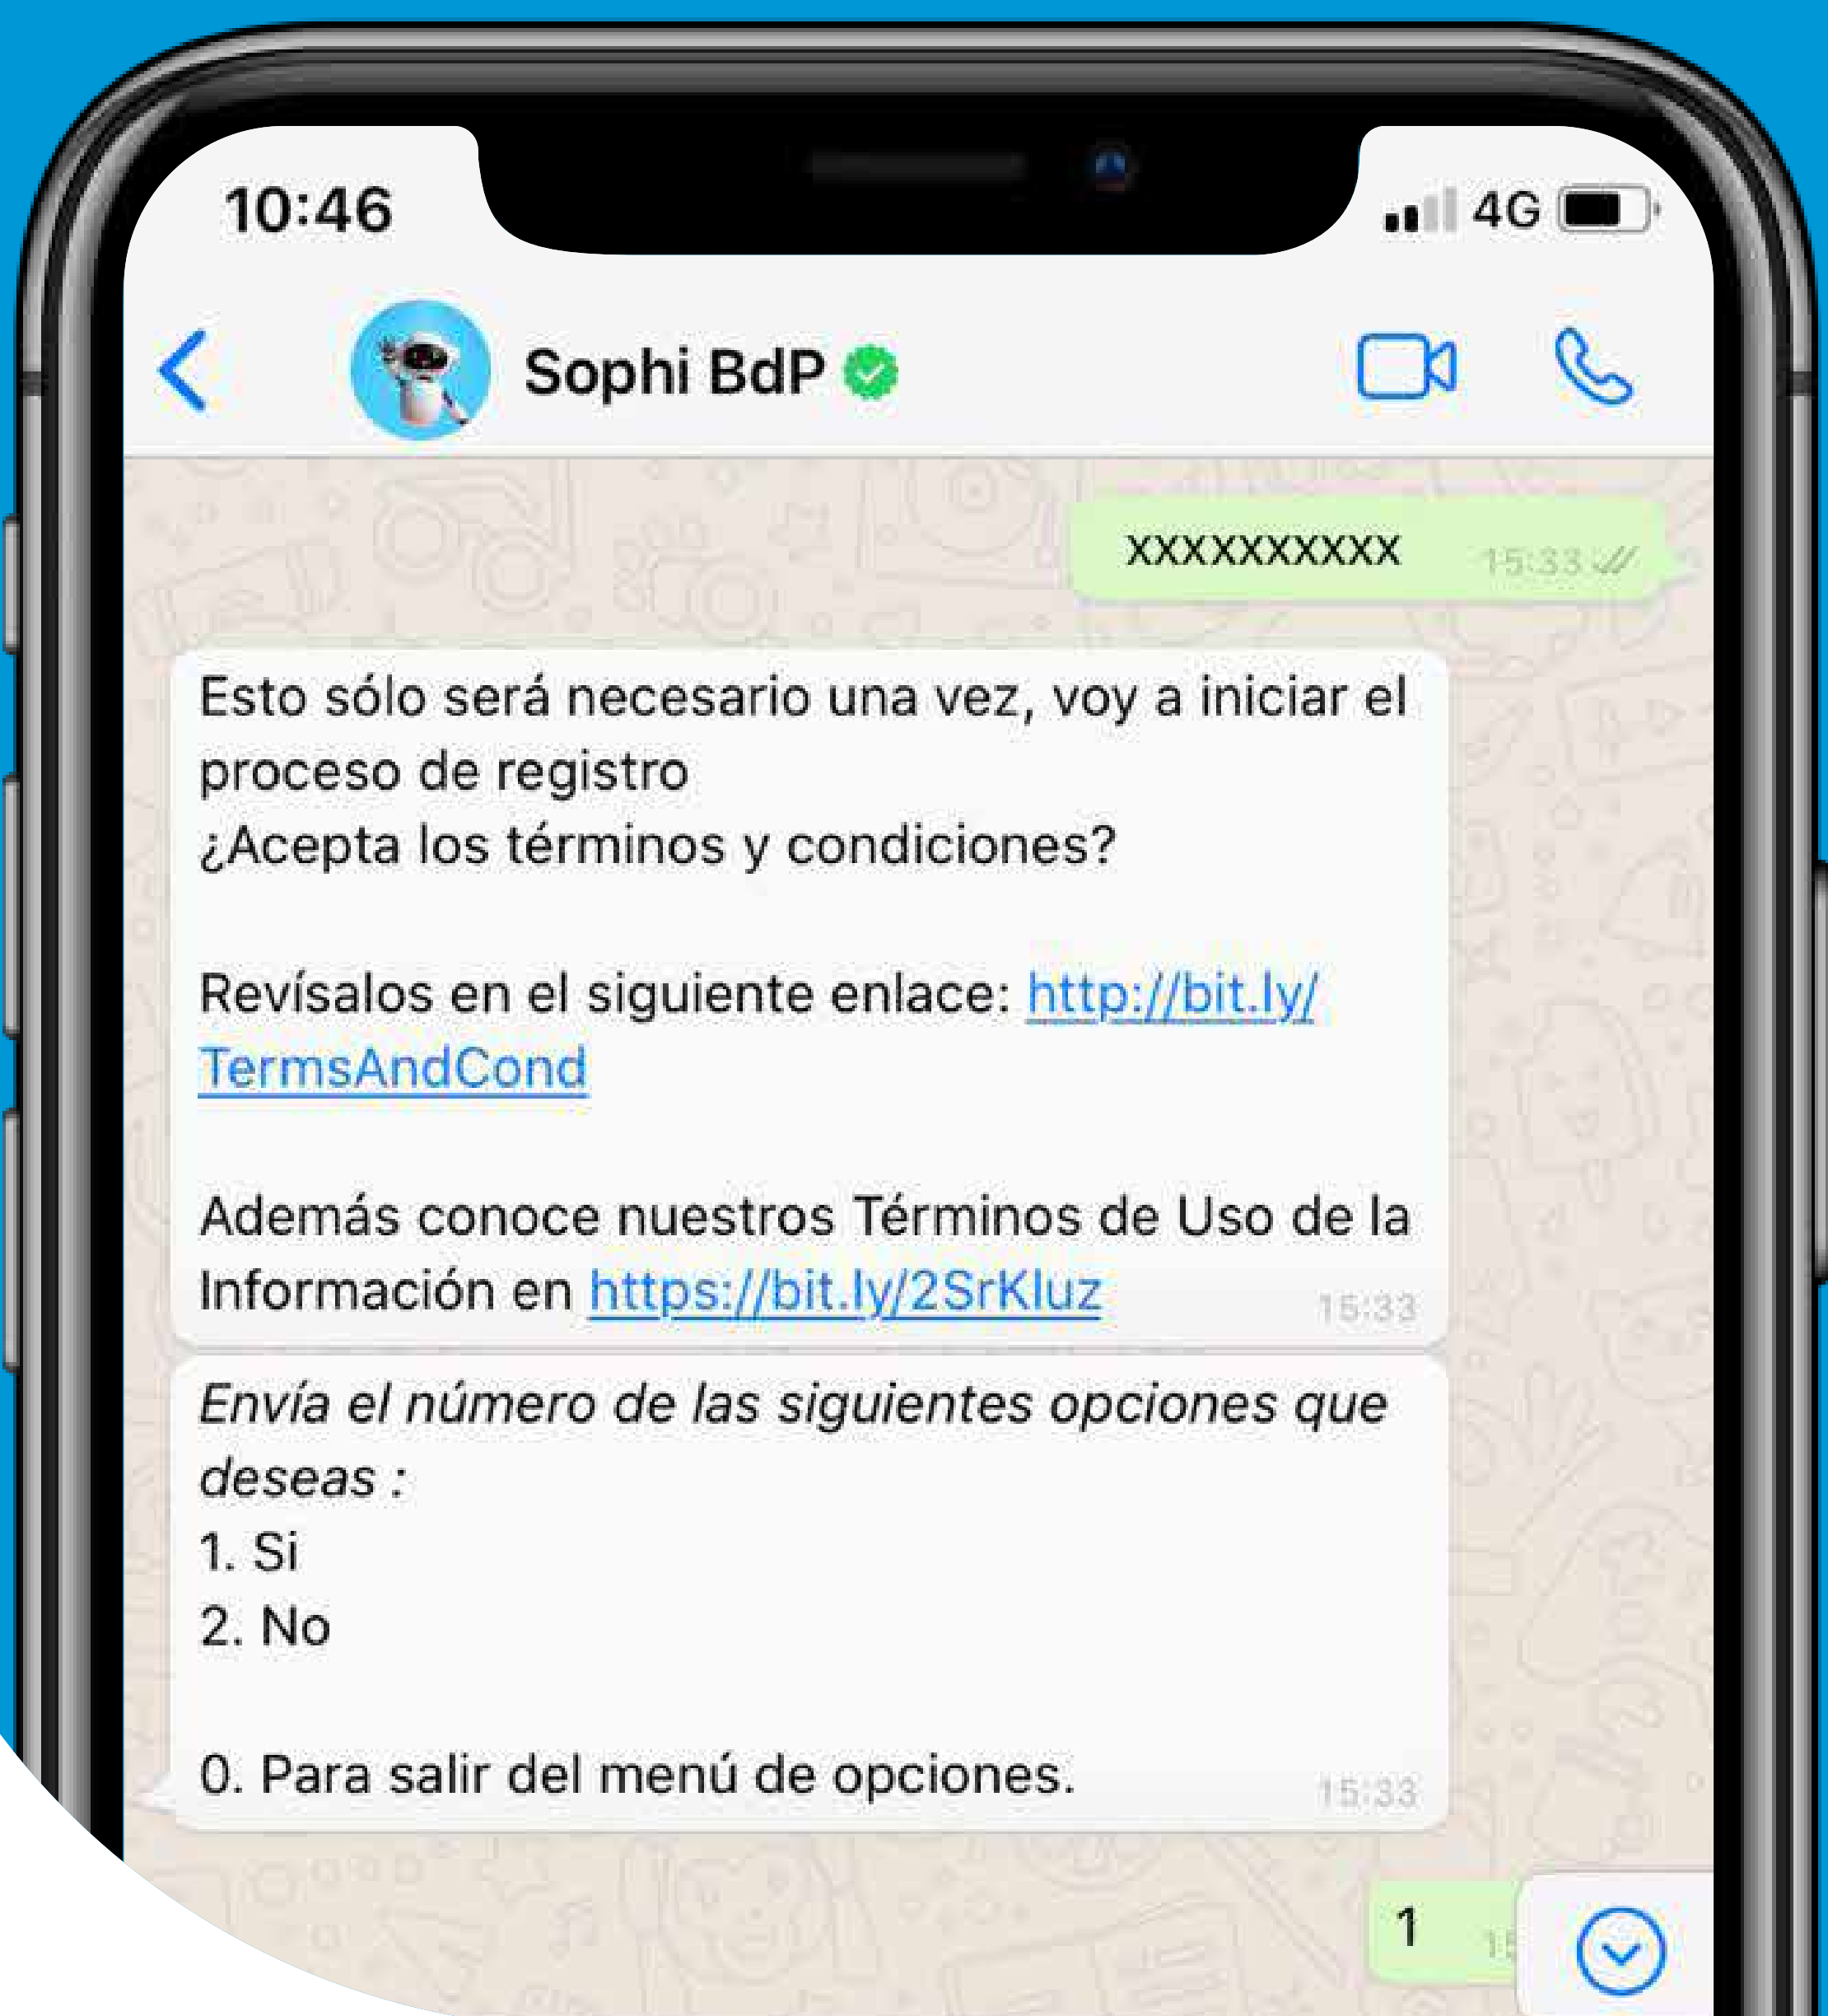 10:46
4G
Sophi BdP
xxxxxxxxxx 15:33
Esto sólo será necesario una vez, voy a iniciar el
proceso de registro
¿Acepta los términos y condiciones?
Revísalos en el siguiente enlace: http://bit.ly/
TermsAndCond
Además conoce nuestros Términos de Uso de la
Información en https://bit.ly/2SrKluz 15:33
Envía el número de las siguientes opciones que
deseas :
1. Si
2. No
0. Para salir del menú de opciones. 15:33
1